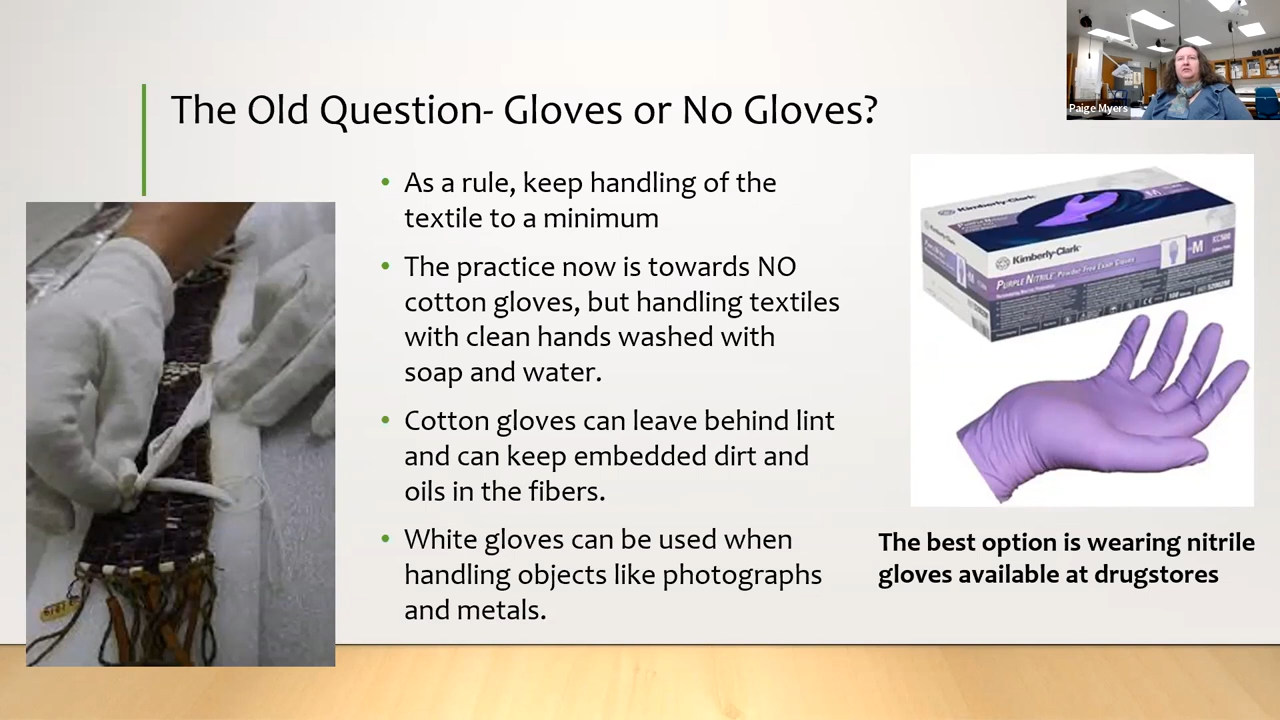 Paige Myers
The Old Question- Gloves or No Gloves?
• As a rule, keep handling of the
textile to a minimum
• The practice now is towards NO
cotton gloves, but handling textiles
with clean hands washed with
soap and water.
• Cotton gloves can leave behind lint
and can keep embedded dirt and
oils in the fibers.
• White gloves can be used when
handling objects like photographs
and metals.
Kimberly-Clark
Kimberly-Clark
M
PURPLE NITRILE Powder-Free Exam Gloves
The best option is wearing nitrile
gloves available at drugstores